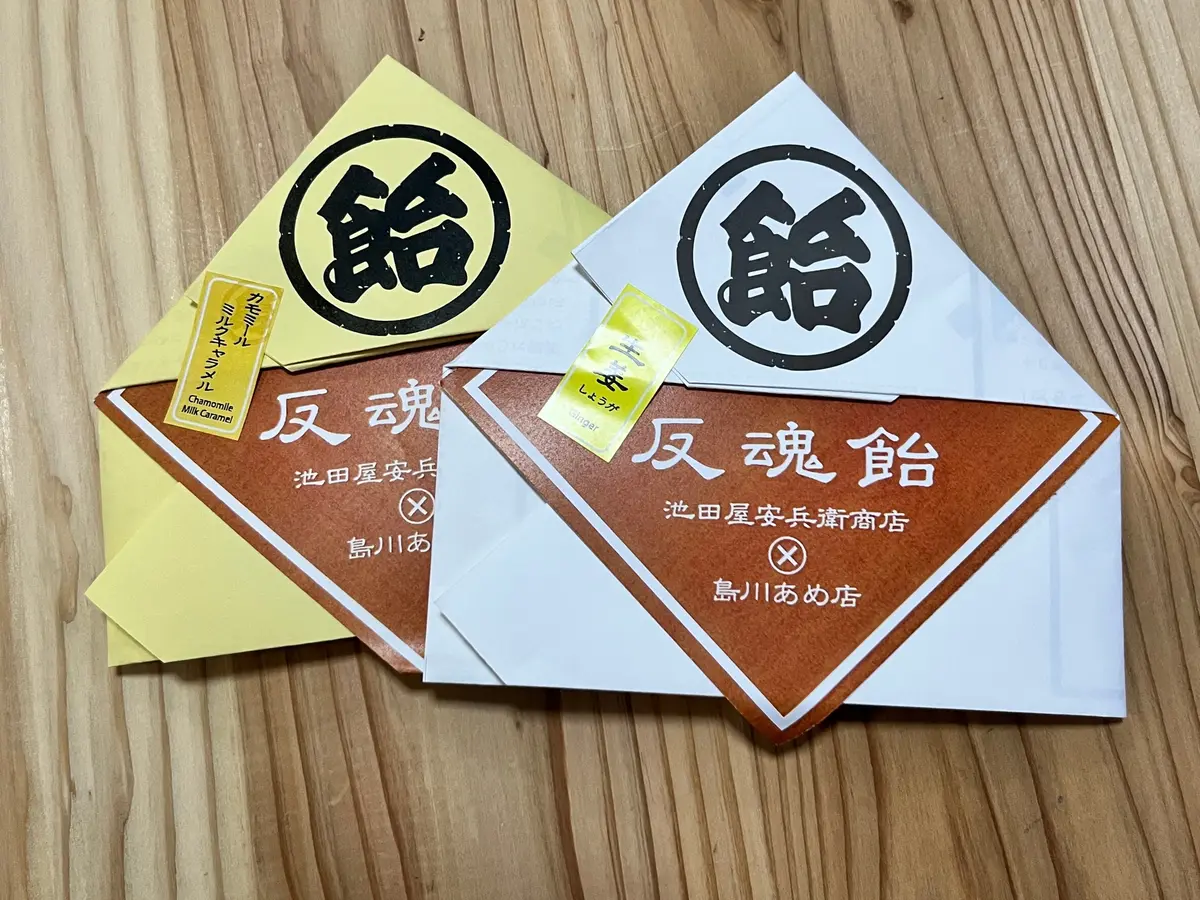 飴
カモミール
ミルクキャラメル
Chamomile
Milk Caramel
反魂
池田屋安兵
×
島川あ
飴
生姜
しょうが
Ginger
反魂飴
池田屋安兵衛商店
×
島川あめ店